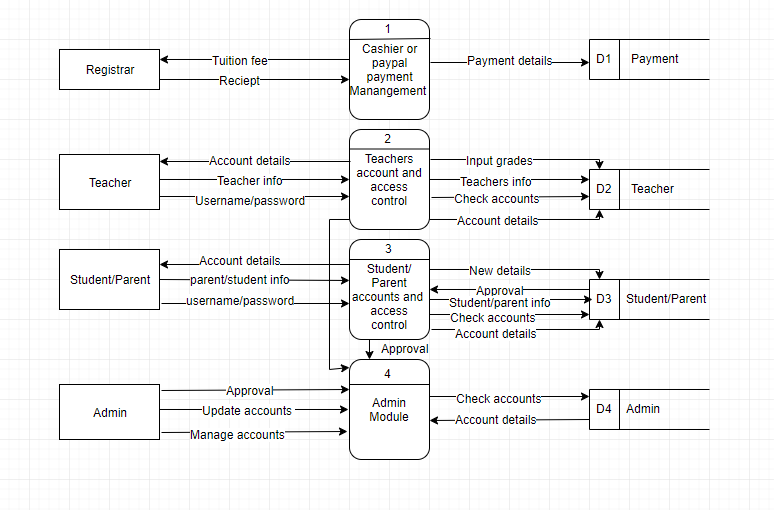 1
Cashier or
paypal
payment
Manangement
Registrar
Tuition fee
Reciept
Payment details
D1
Payment
2
Teachers
account and
access
control
Teacher
Account details
Teacher info
Username/password
Input grades
Teachers info
Check accounts
Account details
D2
Teacher
3
Student/
Parent
accounts and
access
control
Student/Parent
Account details
parent/student info
username/password
New details
Approval
Student/parent info
Check accounts
Account details
D3
Student/Parent
Approval
4
Admin
Module
Admin
Approval
Update accounts
Manage accounts
Check accounts
Account details
D4
Admin